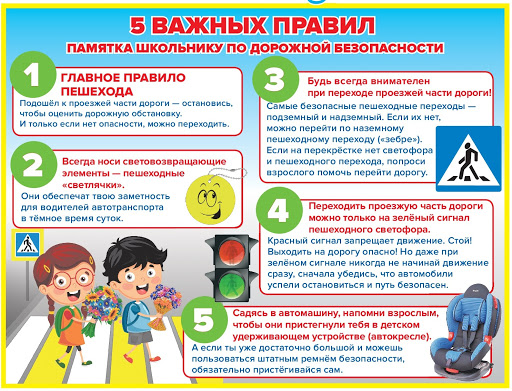 5 ВАЖНЫХ ПРАВИЛ
ПАМЯТКА ШКОЛЬНИКУ ПО ДОРОЖНОЙ БЕЗОПАСНОСТИ
1
ГЛАВНОЕ ПРАВИЛО
ПЕШЕХОДА
Подошёл к проезжей части дороги — остановись,
чтобы оценить дорожную обстановку.
И только если нет опасности, можно переходить.
2
Всегда носи световозвращающие
элементы — пешеходные
«светлячки».
Они обеспечат твою заметность
для водителей автотранспорта
в тёмное время суток.
3
Будь всегда внимателен
при переходе проезжей части дороги!
Самые безопасные пешеходные переходы —
подземный и надземный. Если их нет,
можно перейти по наземному
пешеходному переходу («зебре»).
Если на перекрёстке нет светофора
и пешеходного перехода, попроси
взрослого помочь перейти дорогу.
4
Переходить проезжую часть дороги
можно только на зелёный сигнал
пешеходного светофора.
Красный сигнал запрещает движение. Стой!
Выходить на дорогу опасно! Но даже при
зелёном сигнале никогда не начинай движение
сразу, сначала убедись, что автомобили
успели остановиться и путь безопасен.
5
Садясь в автомашину, напомни взрослым,
чтобы они пристегнули тебя в детском
удерживающем устройстве (автокресле).
А если ты уже достаточно большой и можешь
пользоваться штатным ремнём безопасности,
обязательно пристёгивайся сам.